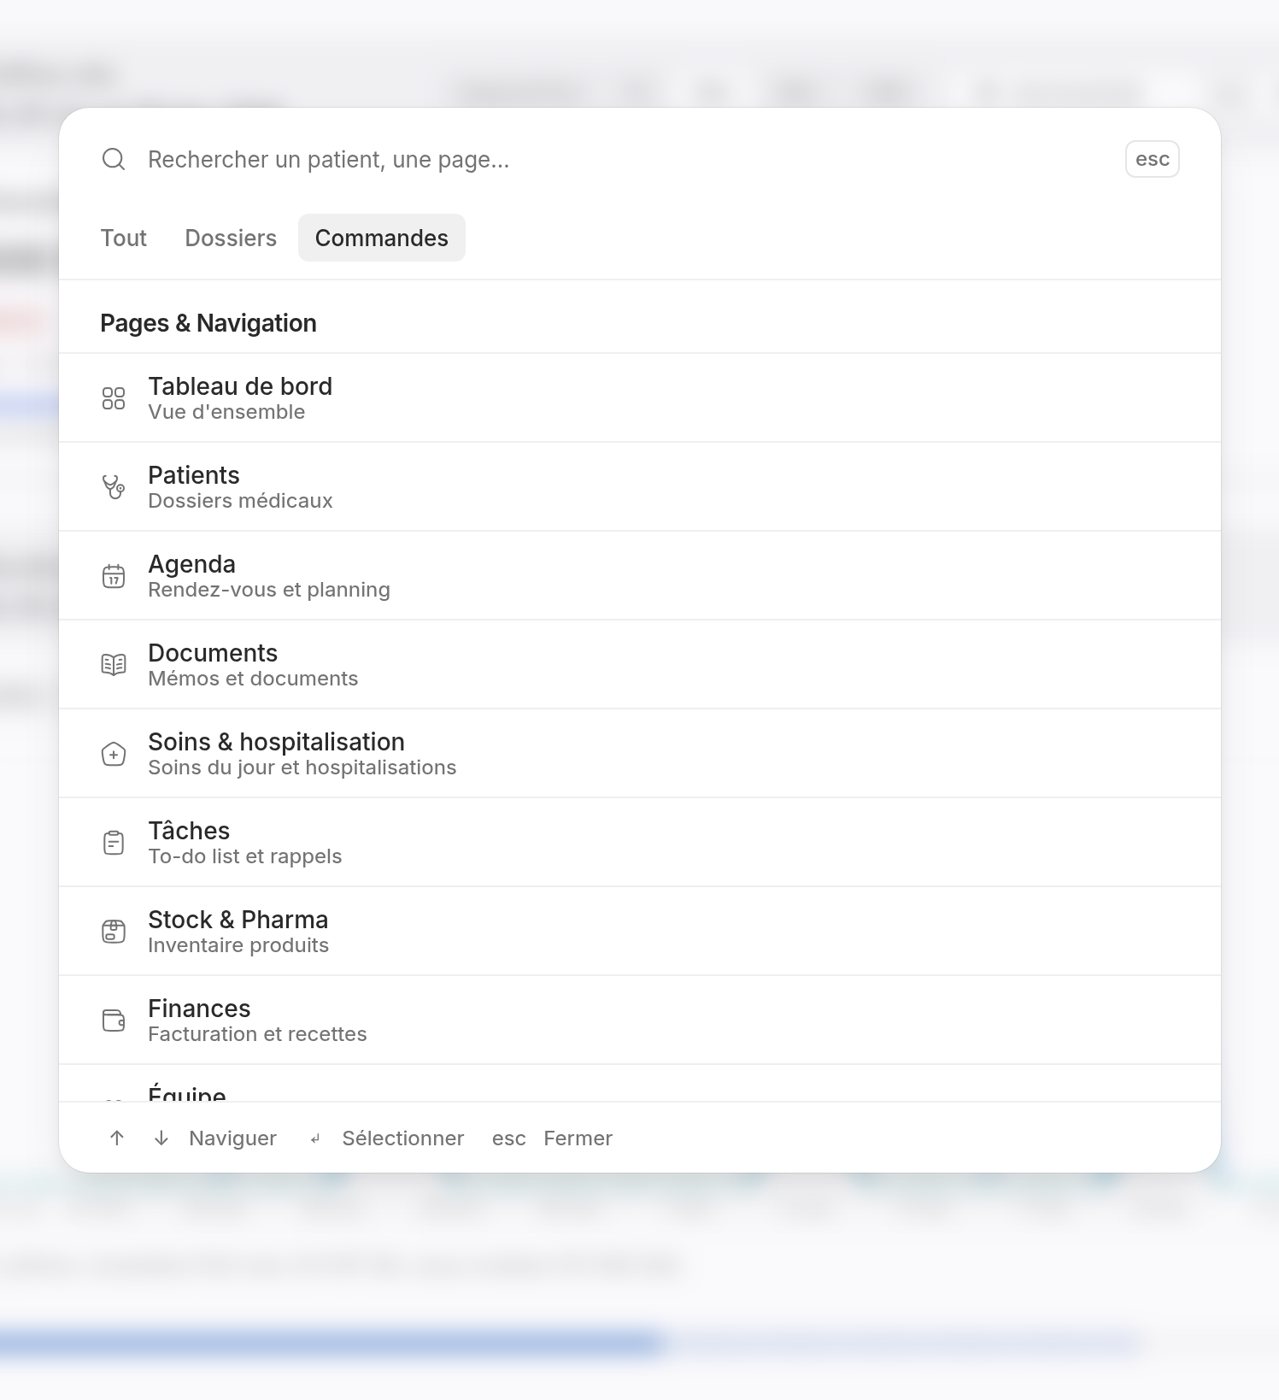 Rechercher un patient, une page...
esc
Tout Dossiers Commandes
Pages & Navigation
Tableau de bord
Vue d'ensemble
Patients
Dossiers médicaux
17
Agenda
Rendez-vous et planning
Documents
Mémos et documents
Soins & hospitalisation
Soins du jour et hospitalisations
Tâches
To-do list et rappels
Stock & Pharma
Inventaire produits
Finances
Facturation et recettes
Équipe
↑ ↓ Naviguer ↵ Sélectionner esc Fermer